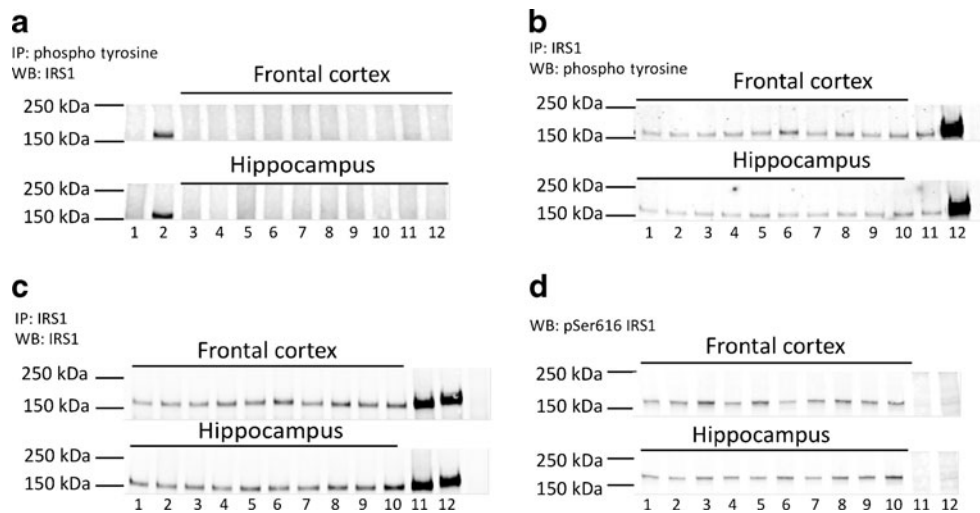 a
IP: phospho tyrosine
WB: IRS1
Frontal cortex
250 kDa
150 kDa
Hippocampus
250 kDa
150 kDa
1 2 3 4 5 6 7 8 9 10 11 12
b
IP: IRS1
WB: phospho tyrosine
Frontal cortex
250 kDa
150 kDa
Hippocampus
250 kDa
150 kDa
1 2 3 4 5 6 7 8 9 10 11 12
c
IP: IRS1
WB: IRS1
Frontal cortex
250 kDa
150 kDa
Hippocampus
250 kDa
150 kDa
1 2 3 4 5 6 7 8 9 10 11 12
d
WB: pSer616 IRS1
Frontal cortex
250 kDa
150 kDa
Hippocampus
250 kDa
150 kDa
1 2 3 4 5 6 7 8 9 10 11 12